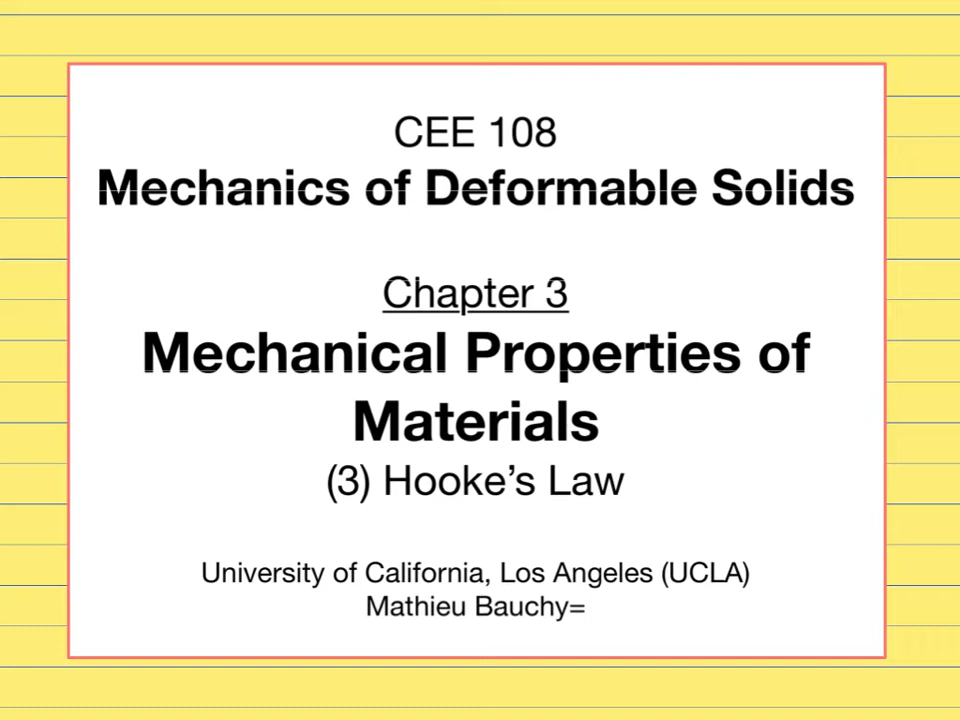 CEE 108
Mechanics of Deformable Solids
Chapter 3
Mechanical Properties of
Materials
(3) Hooke’s Law
University of California, Los Angeles (UCLA)
Mathieu Bauchy=